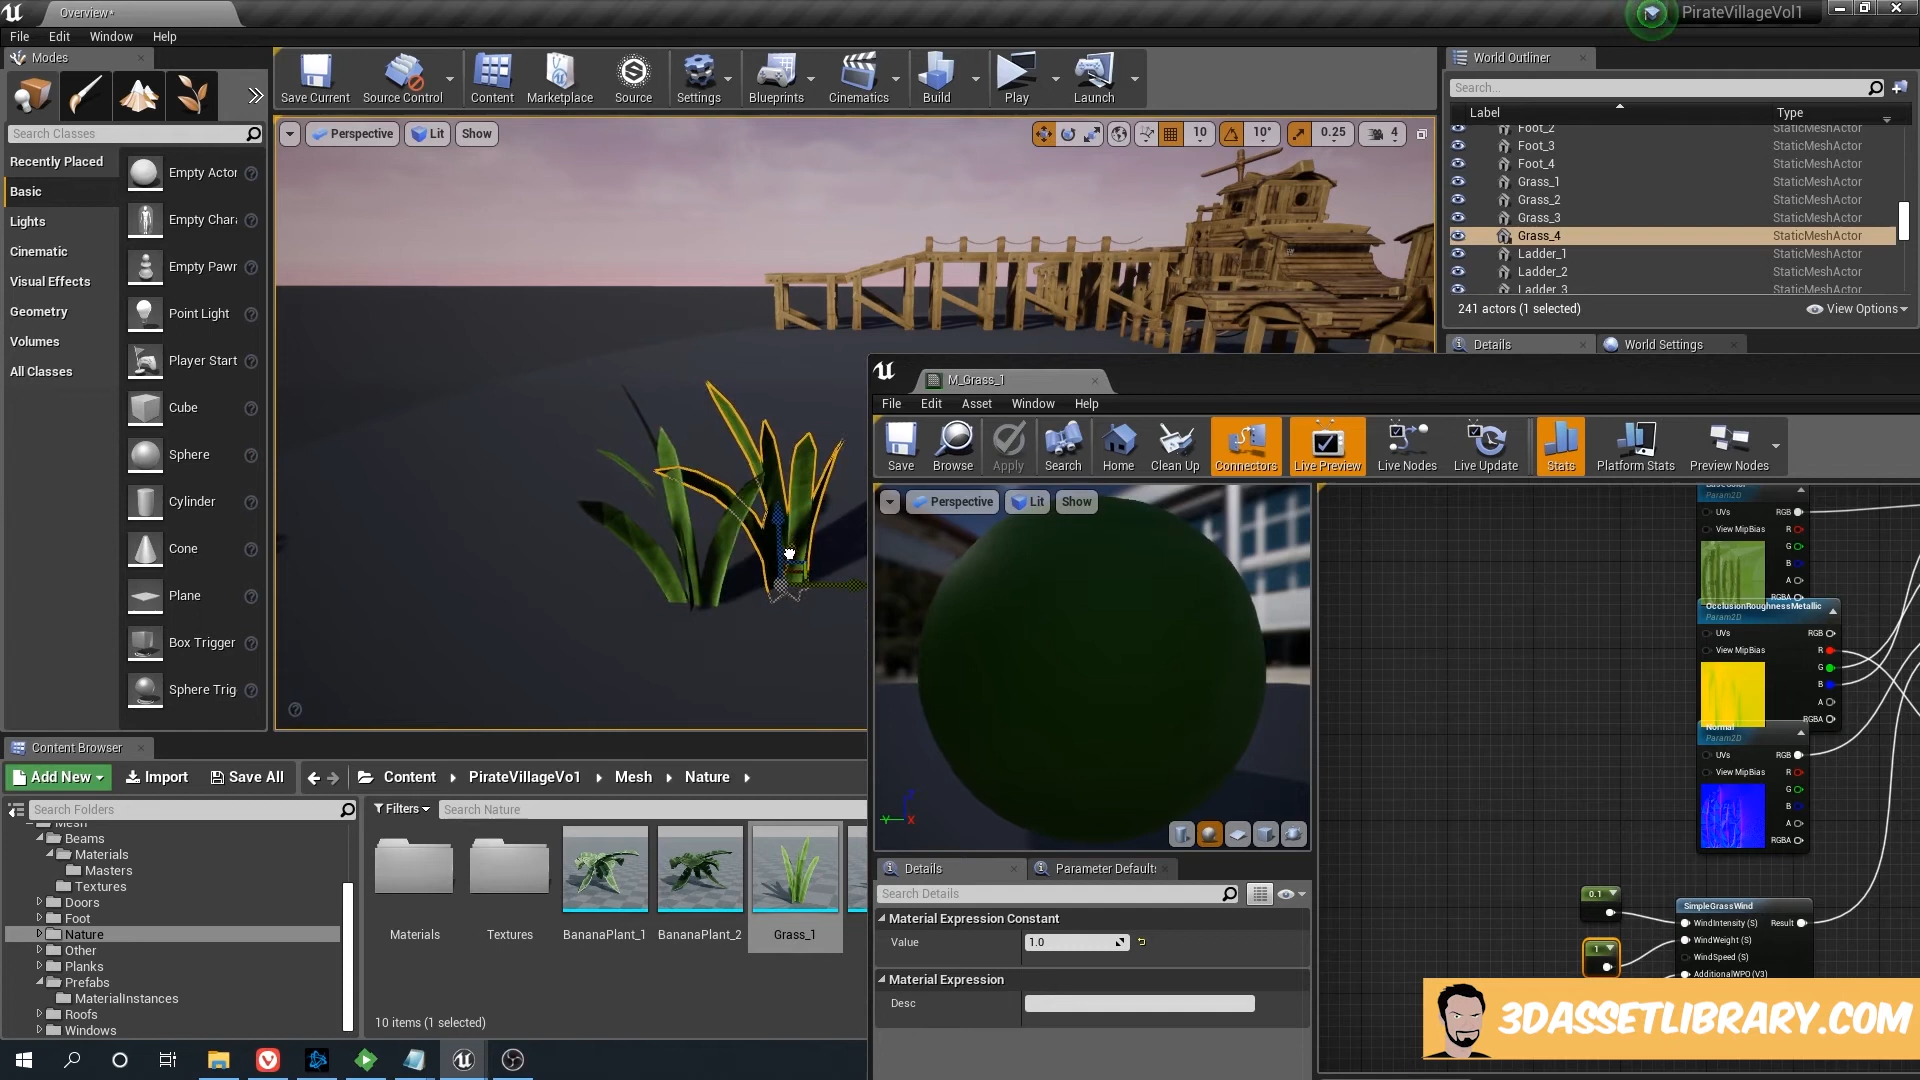 Overview*
PirateVillageVol1
File Edit Window Help
Modes
Search Classes
Recently Placed
Basic
Lights
Cinematic
Visual Effects
Geometry
Volumes
All Classes
Empty Actor
Empty Chara
Empty Pawn
Point Light
Player Start
Cube
Sphere
Cylinder
Cone
Plane
Box Trigger
Sphere Trig
Save Current
Source Control
Content
Marketplace
Source
Settings
Blueprints
Cinematics
Build
Play
Launch
Perspective
Lit
Show
10
10°
0.25
4
World Outliner
Search...
Label Type
Foot_2 StaticMeshActor
Foot_3 StaticMeshActor
Foot_4 StaticMeshActor
Grass_1 StaticMeshActor
Grass_2 StaticMeshActor
Grass_3 StaticMeshActor
Grass_4 StaticMeshActor
Ladder_1 StaticMeshActor
Ladder_2 StaticMeshActor
Ladder_3 StaticMeshActor
241 actors (1 selected)
View Options
Details
World Settings
M_Grass_1
File Edit Asset Window Help
Save
Browse
Apply
Search
Home
Clean Up
Connectors
Live Preview
Live Nodes
Live Update
Stats
Platform Stats
Preview Nodes
Perspective
Lit
Show
Y
X
Param2D
UVs RGB
View MipBias R
G
B
A
RGBA
OcclusionRoughnessMetallic
Param2D
UVs RGB
View MipBias R
G
B
A
RGBA
Normal
Param2D
UVs RGB
View MipBias R
G
B
A
RGBA
0.1
1
SimpleGrassWind
WindIntensity (S) Result
WindWeight (S)
WindSpeed (S)
AdditionalWPO (V3)
Details
Parameter Defaults
Search Details
Material Expression Constant
Value 1.0
Material Expression
Desc
Content Browser
Add New
Import
Save All
Content
PirateVillageVol1
Mesh
Nature
Search Folders
Filters
Search Nature
Mesh
Beams
Materials
Masters
Textures
Doors
Foot
Nature
Other
Planks
Prefabs
MaterialInstances
Roofs
Windows
Materials
Textures
BananaPlant_1
BananaPlant_2
Grass_1
10 items (1 selected)
3DASSETLIBRARY.COM